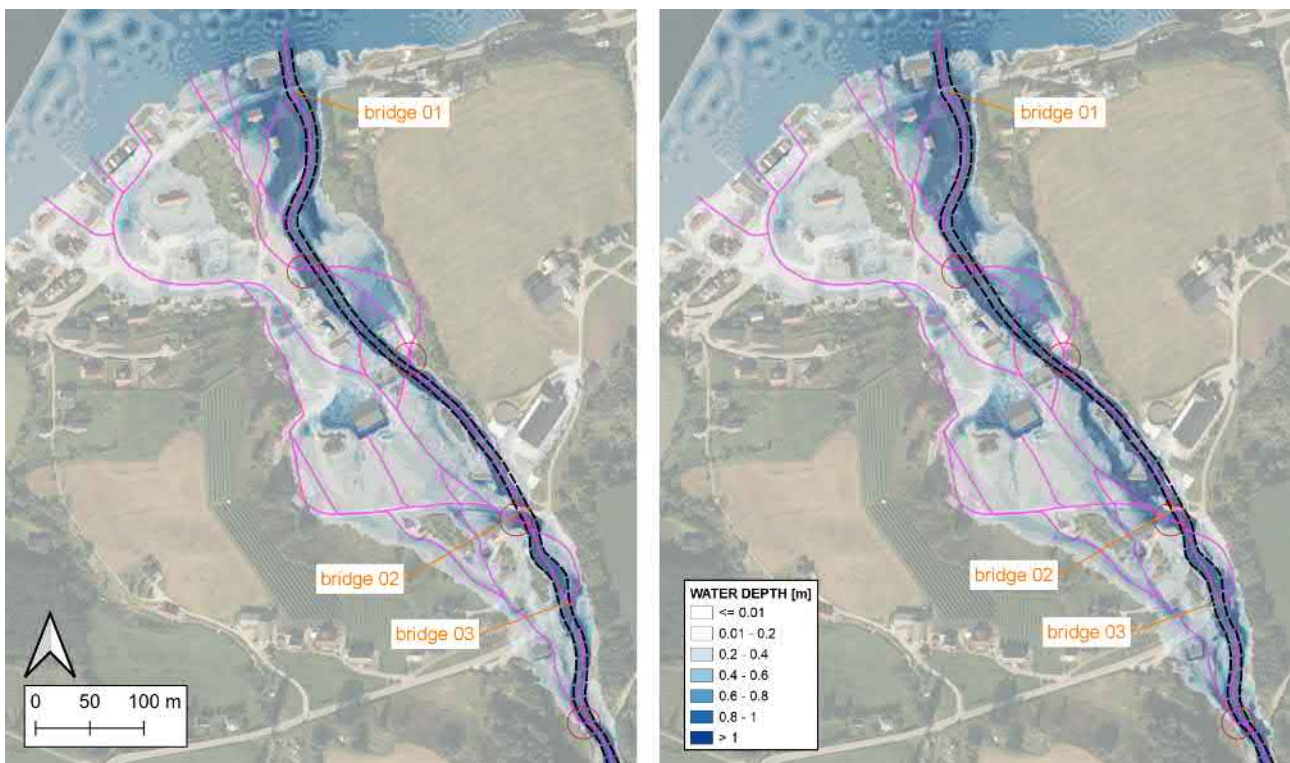 bridge 01
bridge 02
bridge 03
0 50 100 m
bridge 01
bridge 02
bridge 03
WATER DEPTH [m]
<= 0.01
0.01 - 0.2
0.2 - 0.4
0.4 - 0.6
0.6 - 0.8
0.8 - 1
> 1